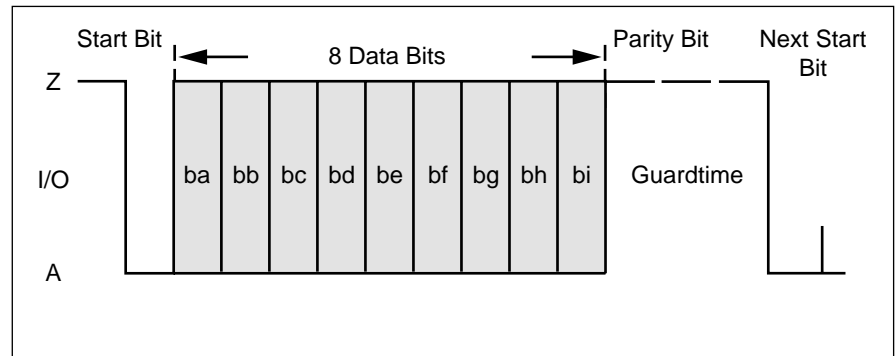 Start Bit
8 Data Bits
Parity Bit
Next Start
Bit
Z
I/O
ba bb bc bd be bf bg bh bi
Guardtime
A